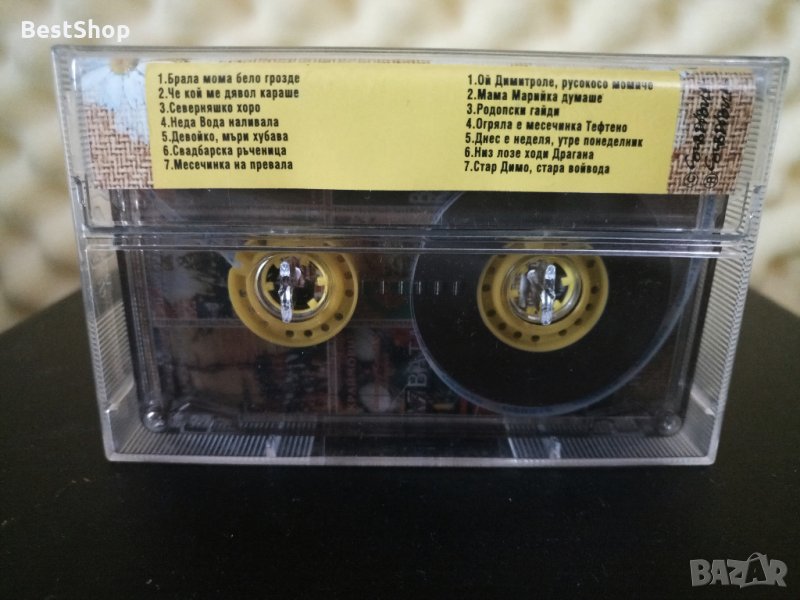 BestShop
1.Брала мома бело грозде
2.Че кой ме дявол караше
3.Северняшко хоро
4.Неда Вода наливала
5.Девойко, мъри хубава
6.Свадбарска ръченица
7.Месечинка на превала
1.Ой Димитроле, русокосо момиче
2.Мама Марийка думаше
3.Родопски гайди
4.Огряла е месечинка Тефтено
5.Днес е неделя, утре понеделник
6.Низ лозе ходи Драгана
7.Стар Димо, стара войвода
BAZAR